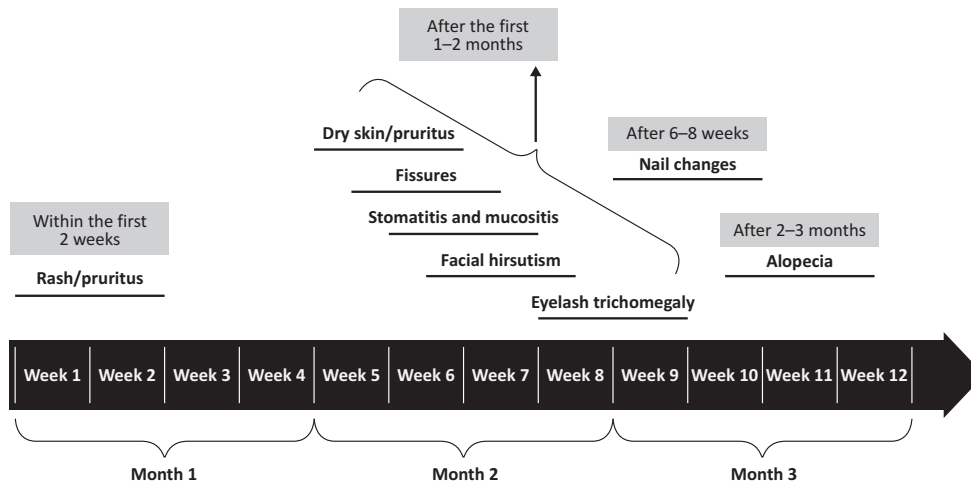 After the first
1–2 months
Dry skin/pruritus
Fissures
Stomatitis and mucositis
Facial hirsutism
Eyelash trichomegaly
After 6–8 weeks
Nail changes
Within the first
2 weeks
Rash/pruritus
After 2–3 months
Alopecia
Week 1 Week 2 Week 3 Week 4 Week 5 Week 6 Week 7 Week 8 Week 9 Week 10 Week 11 Week 12
Month 1 Month 2 Month 3